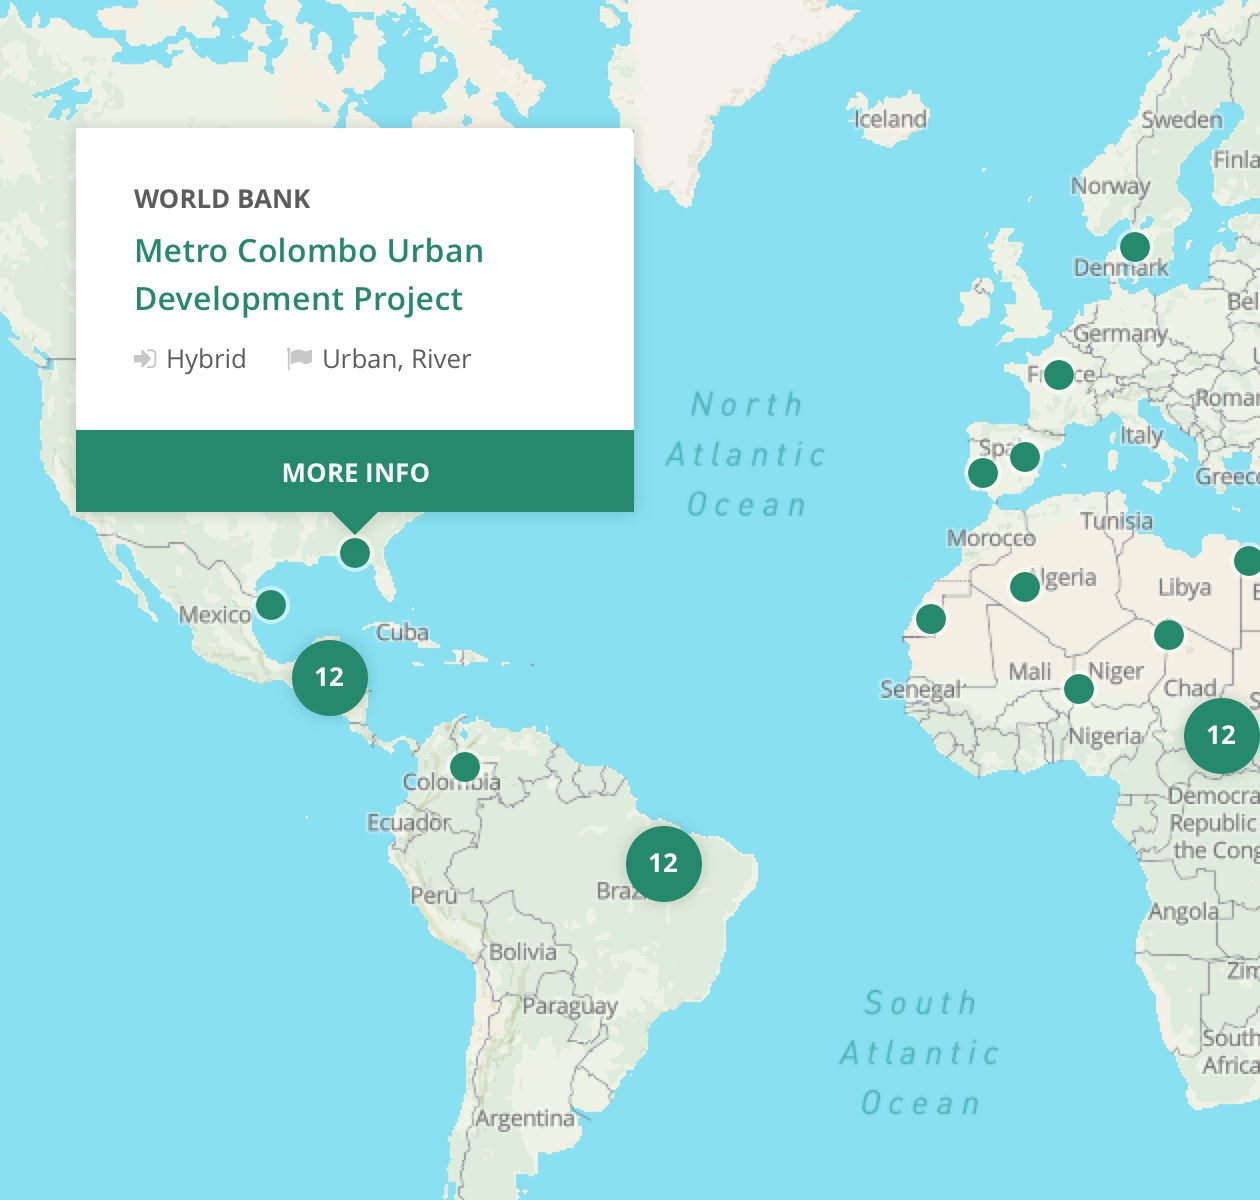 Iceland
Sweden
Finla
Norway
WORLD BANK
Metro Colombo Urban
Development Project
Hybrid
Urban, River
MORE INFO
Denmark
Bel
Germany
U
France
Roman
North
Atlantic
Ocean
Italy
Spa
Greece
Tunisia
Morocco
Algeria
Libya
E
Mexico
Cuba
12
Mali
Niger
Senegal
Chad
S
Nigeria
12
Colombia
Democra
Republic
the Cong
Ecuador
12
Braz
Peru
Angola
Bolivia
Zim
Paraguay
South
Atlantic
Ocean
South
Africa
Argentina